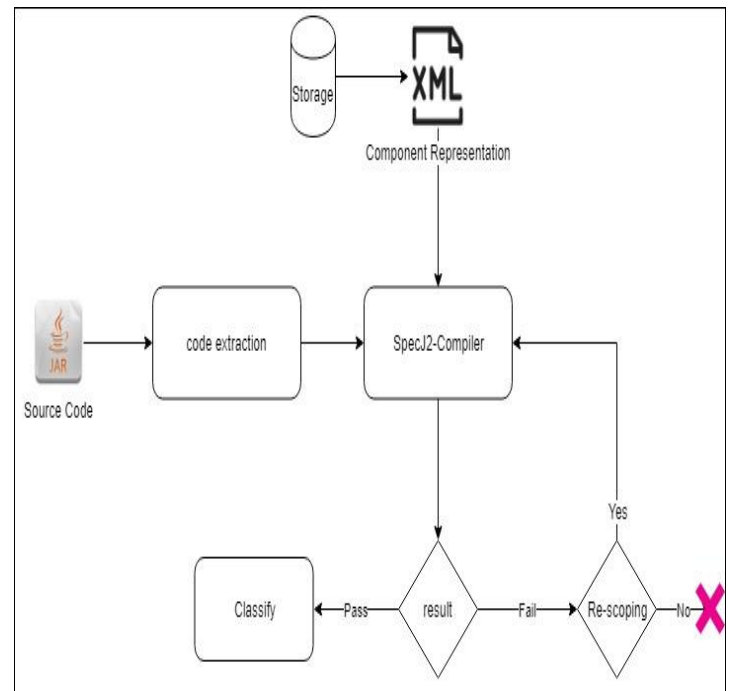 Storage
XML
Component Representation
JAR
Source Code
code extraction
SpecJ2-Compiler
Yes
Classify
Pass
result
Fail
Re-scoping
No